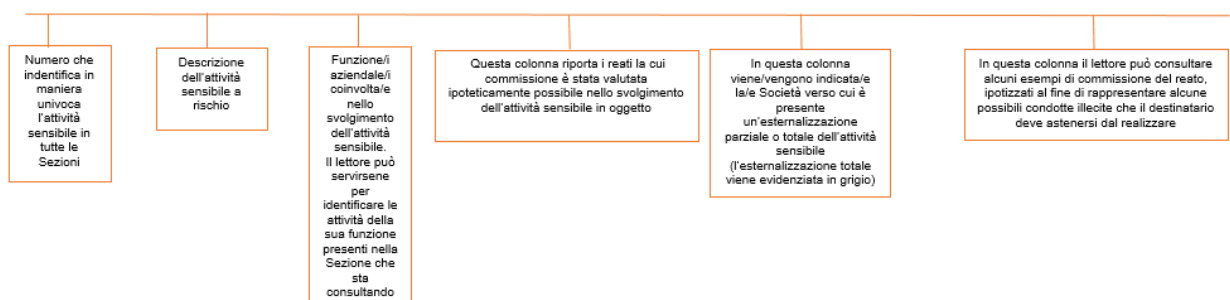 Numero che
indentifica in
maniera
univoca
l'attività
sensibile in
tutte le
Sezioni
Descrizione
dell'attività
sensibile a
rischio
Funzione/i
aziendale/i
coinvolta/e
nello
svolgimento
dell'attività
sensibile.
Il lettore può
servirsene
per
identificare le
attività della
sua funzione
presenti nella
Sezione che
sta
consultando
Questa colonna riporta i reati la cui
commissione è stata valutata
ipoteticamente possibile nello svolgimento
dell'attività sensibile in oggetto
In questa colonna
viene/vengono indicata/e
la/e Società verso cui è
presente
un'esternalizzazione
parziale o totale dell'attività
sensibile
(l'esternalizzazione totale
viene evidenziata in grigio)
In questa colonna il lettore può consultare
alcuni esempi di commissione del reato,
ipotizzati al fine di rappresentare alcune
possibili condotte illecite che il destinatario
deve astenersi dal realizzare